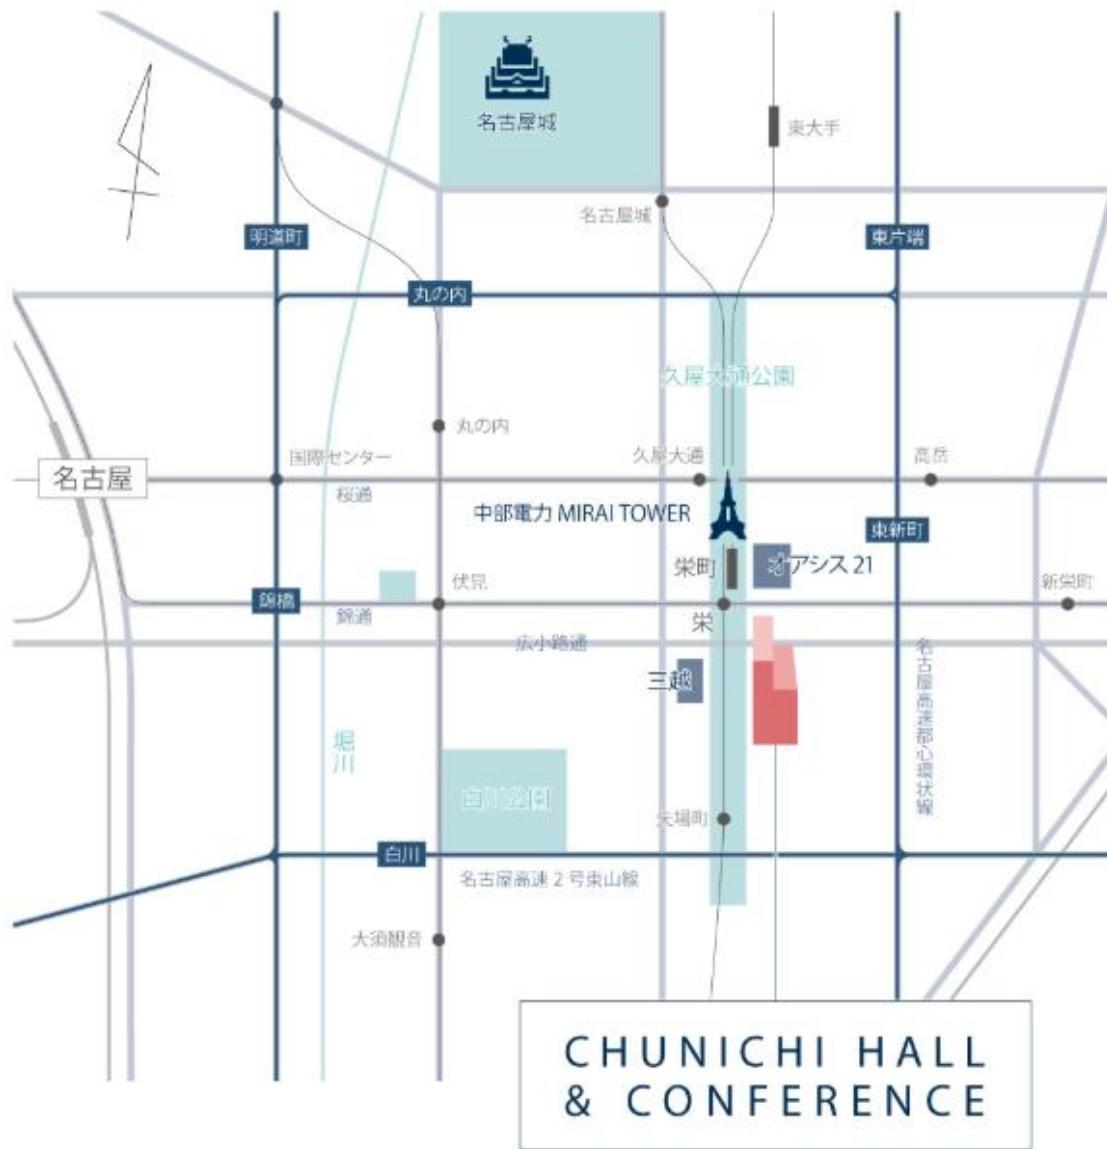 名古屋城
東大手
名古屋城
明道町
東片端
丸の内
久屋大通公園
丸の内
国際センター
久屋大通
高岳
名古屋
桜通
中部電力 MIRAI TOWER
東新町
栄町
オアシス 21
伏見
新栄町
錦橋
錦通
栄
広小路通
三越
名古屋高速都心環状線
堀川
白川公園
矢場町
白川
名古屋高速 2 号東山線
大須観音
CHUNICHI HALL
& CONFERENCE